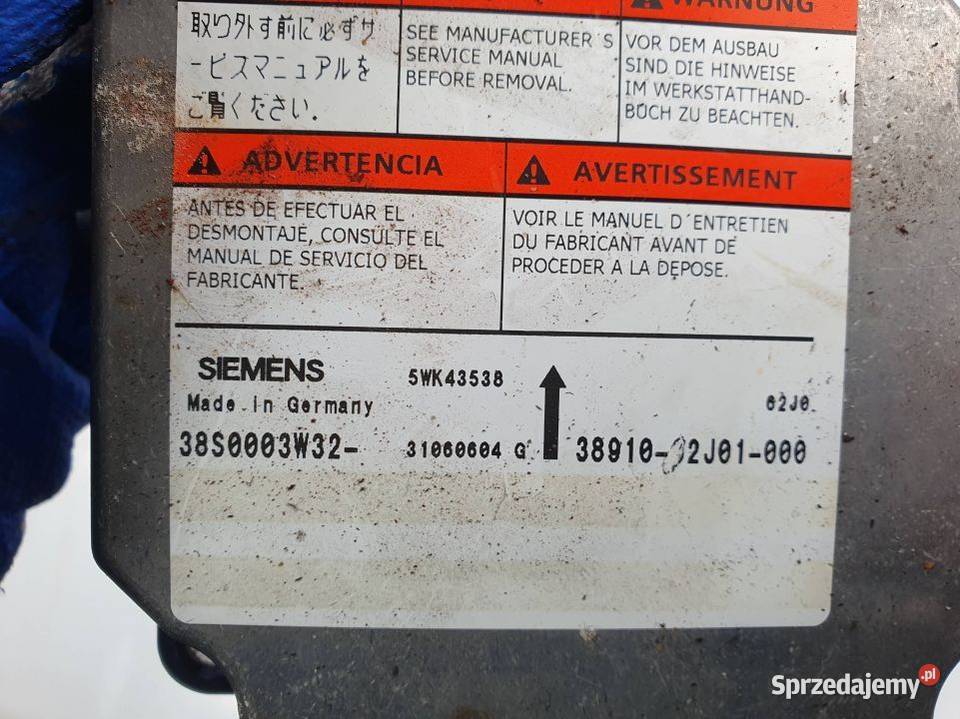 WARNUNG
取り外す前に必ずサ
ービスマニュアルを
ご覧ください.
SEE MANUFACTURER'S
SERVICE MANUAL
BEFORE REMOVAL.
VOR DEM AUSBAU
SIND DIE HINWEISE
IM WERKSTATTHAND-
BUCH ZU BEACHTEN.
ADVERTENCIA
AVERTISSEMENT
ANTES DE EFECTUAR EL
DESMONTAJE, CONSULTE EL
MANUAL DE SERVICIO DEL
FABRICANTE.
VOIR LE MANUEL D´ENTRETIEN
DU FABRICANT AVANT DE
PROCEDER A LA DEPOSE.
SIEMENS
5WK43538
Made in Germany
62J0
38S0003W32-
31060604 G
38910-02J01-000
Sprzedajemy.pl